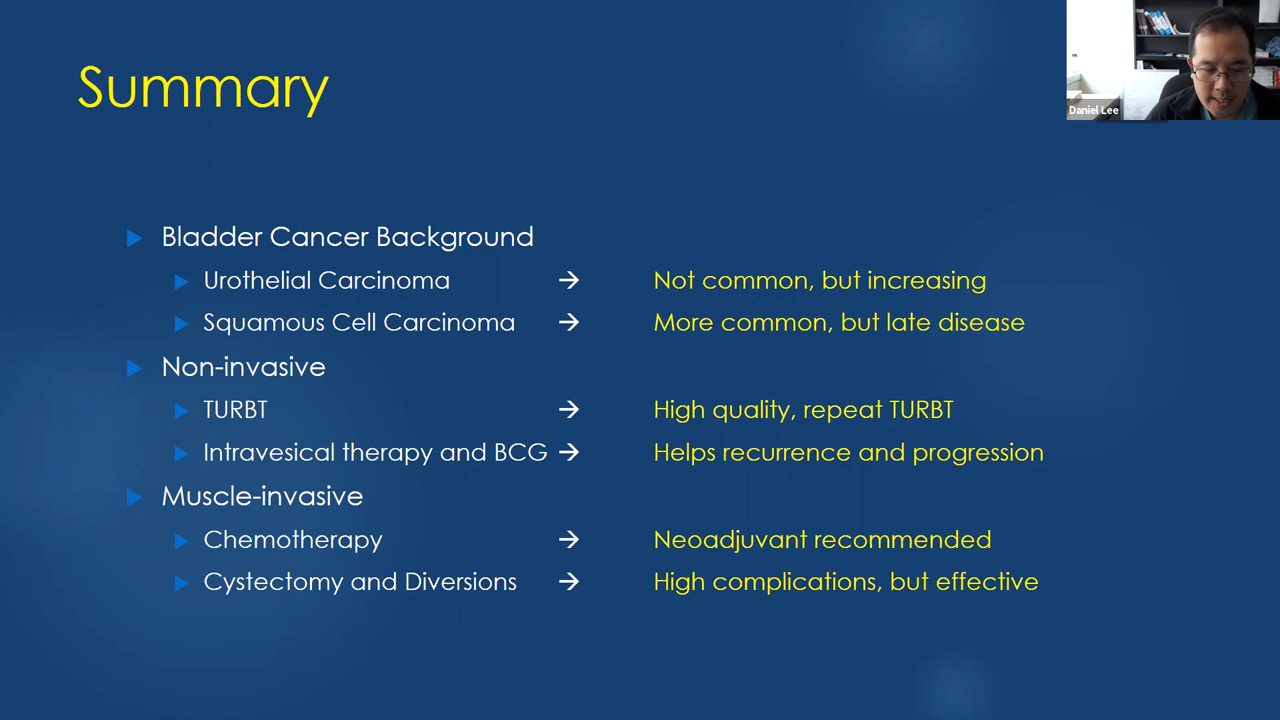 Summary
Daniel Lee
Bladder Cancer Background
Urothelial Carcinoma → Not common, but increasing
Squamous Cell Carcinoma → More common, but late disease
Non-invasive
TURBT → High quality, repeat TURBT
Intravesical therapy and BCG → Helps recurrence and progression
Muscle-invasive
Chemotherapy → Neoadjuvant recommended
Cystectomy and Diversions → High complications, but effective